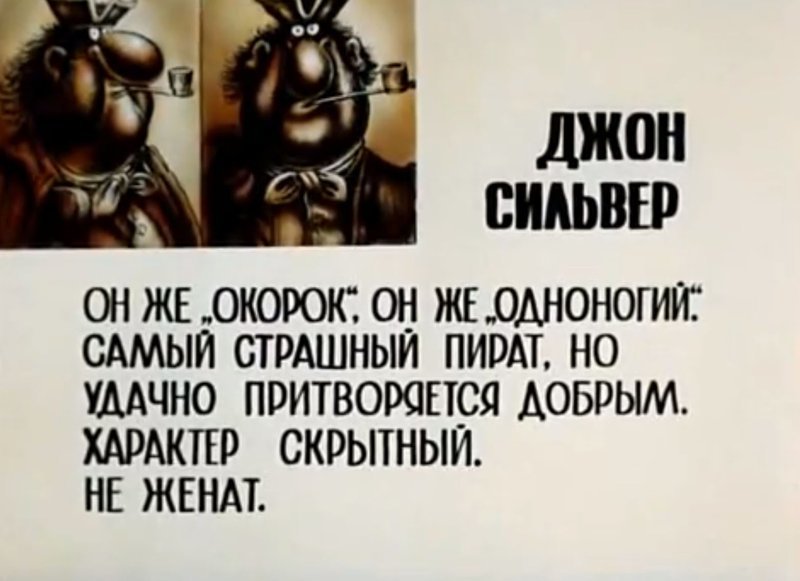 ДЖОН
СИЛЬВЕР
ОН ЖЕ „ОКОРОК“, ОН ЖЕ „ОДНОНОГИЙ“.
САМЫЙ СТРАШНЫЙ ПИРАТ, НО
УДАЧНО ПРИТВОРЯЕТСЯ ДОБРЫМ.
ХАРАКТЕР СКРЫТНЫЙ.
НЕ ЖЕНАТ.